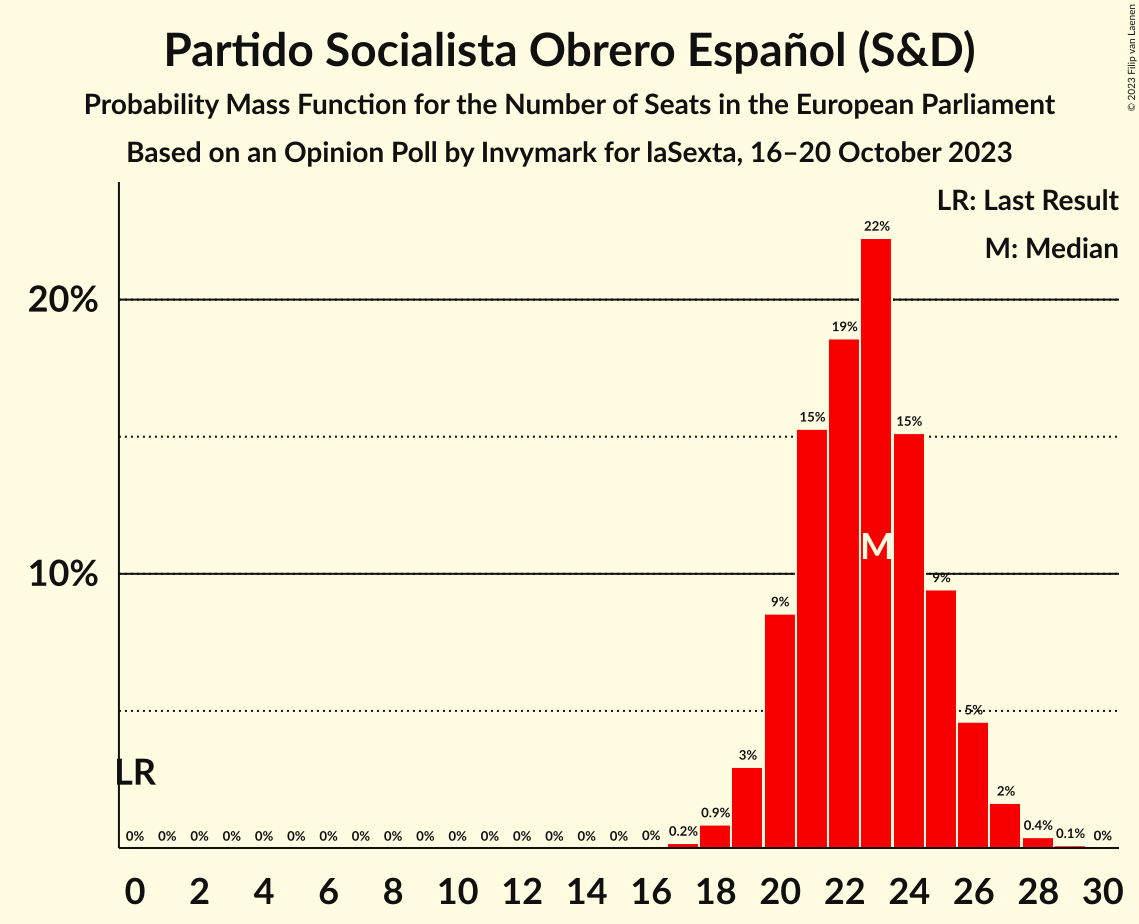 Partido Socialista Obrero Español (S&D)
Probability Mass Function for the Number of Seats in the European Parliament
Based on an Opinion Poll by Invymark for laSexta, 16–20 October 2023
© 2023 Filip van Laenen
LR: Last Result
M: Median
20%
10%
22%
19%
15%
15%
M
9%
9%
5%
LR
3%
2%
0% 0% 0% 0% 0% 0% 0% 0% 0% 0% 0% 0% 0% 0% 0% 0% 0% 0.2% 0.9% 0.4% 0.1% 0%
0 2 4 6 8 10 12 14 16 18 20 22 24 26 28 30